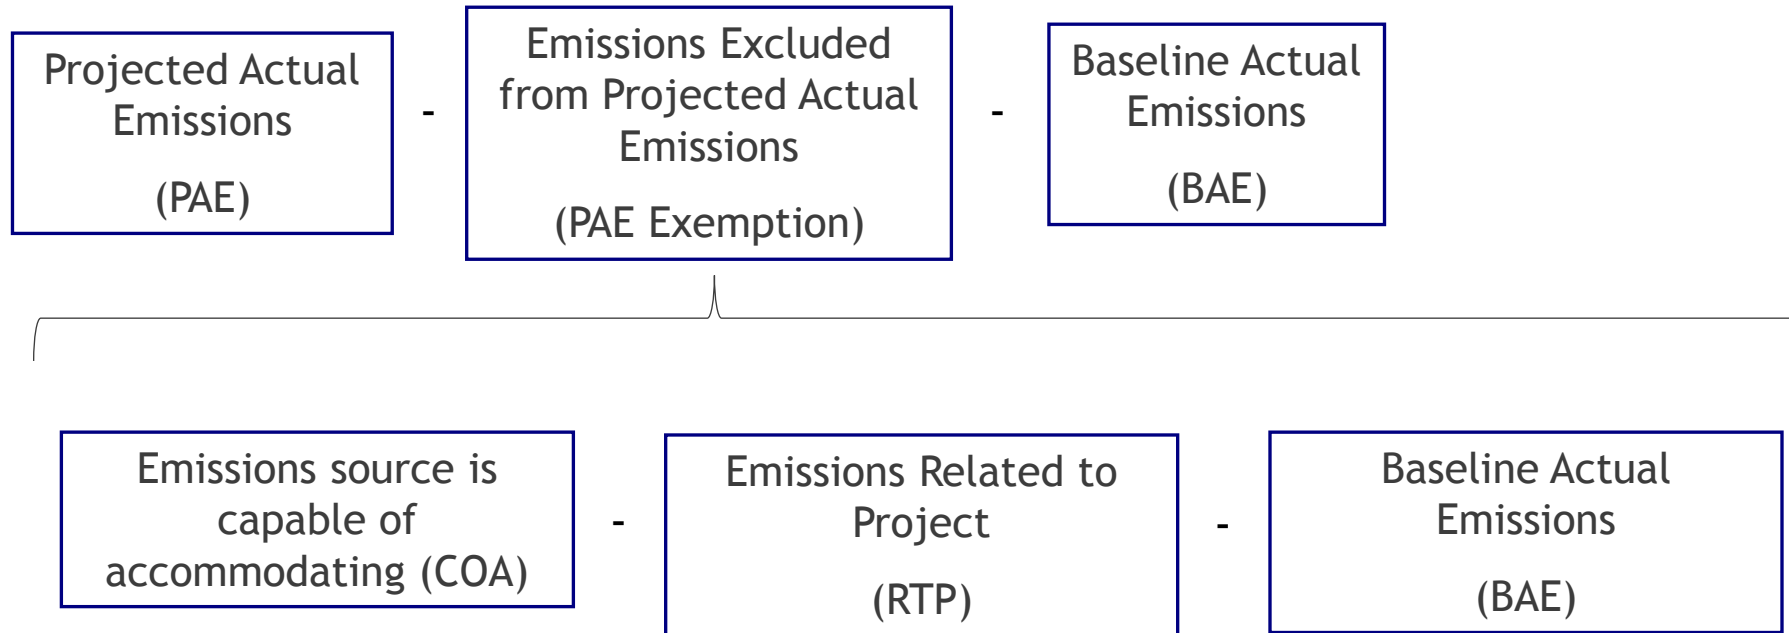 Projected Actual
Emissions
(PAE)
-
Emissions Excluded
from Projected Actual
Emissions
(PAE Exemption)
-
Baseline Actual
Emissions
(BAE)
Emissions source is
capable of
accommodating (COA)
-
Emissions Related to
Project
(RTP)
-
Baseline Actual
Emissions
(BAE)